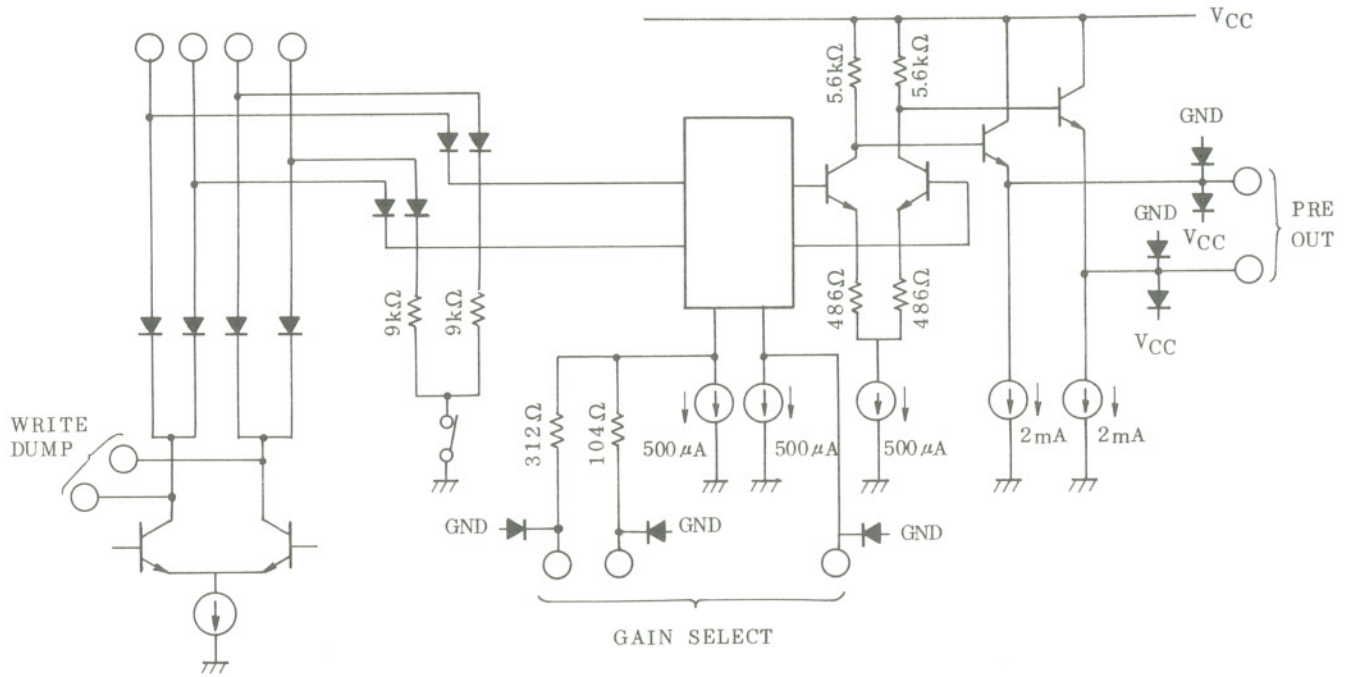 VCC
5.6kΩ
5.6kΩ
GND
PRE
OUT
GND
VCC
VCC
9kΩ
9kΩ
486Ω
486Ω
312Ω
104Ω
500μA
500μA
500μA
2mA
2mA
WRITE
DUMP
GND
GND
GND
GAIN SELECT